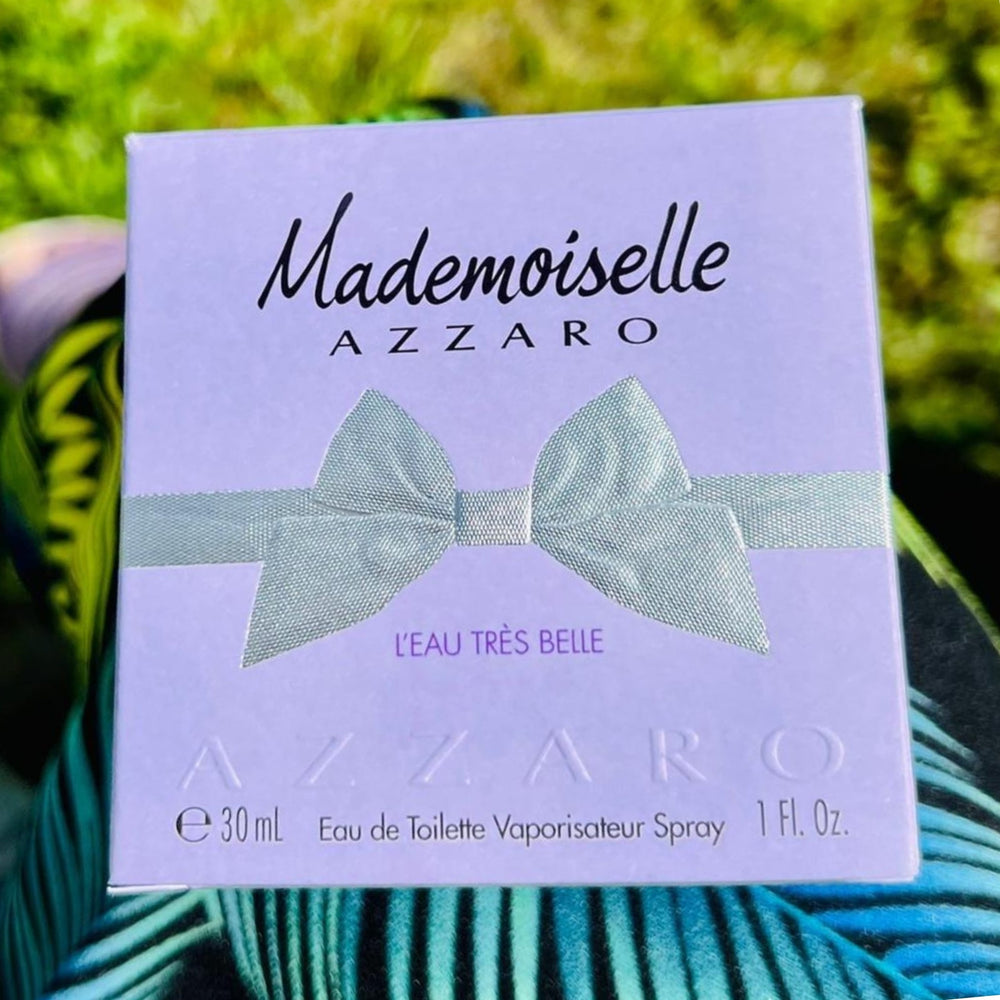 Mademoiselle
AZZARO
L'EAU TRÈS BELLE
AZZARO
℮ 30 mL Eau de Toilette Vaporisateur Spray 1 Fl. Oz.